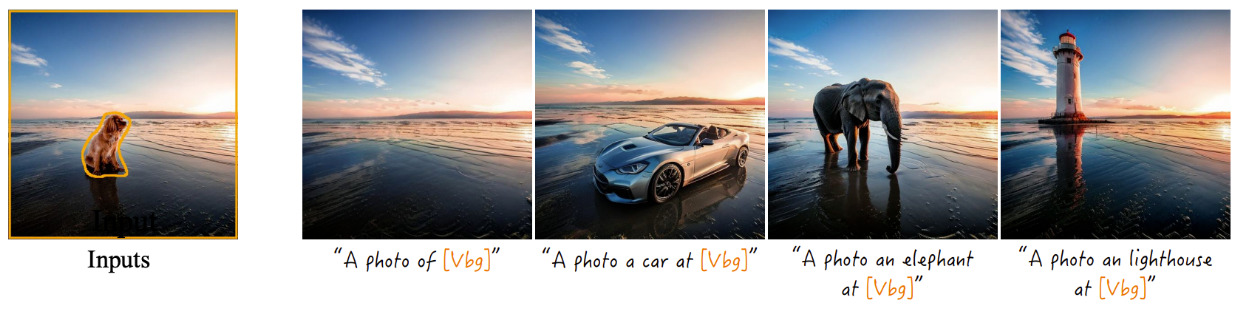 Input
Inputs
“A photo of [Vbg]”
“A photo a car at [Vbg]”
“A photo an elephant
at [Vbg]”
“A photo an lighthouse
at [Vbg]”